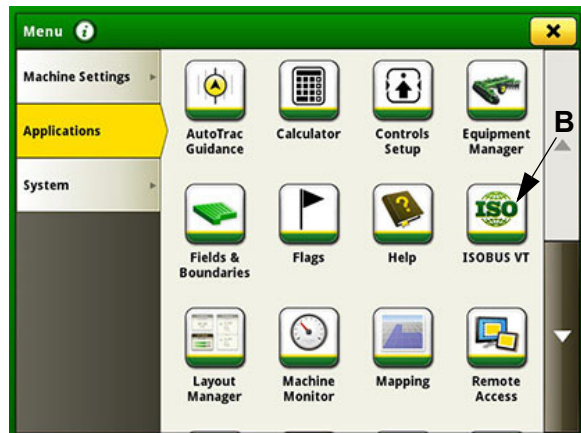 Menu i
Machine Settings
Applications
System
AutoTrac
Guidance
Calculator
Controls
Setup
Equipment
Manager
B
Fields &
Boundaries
Flags
?
Help
ISO
ISOBUS VT
Layout
Manager
Machine
Monitor
Mapping
Remote
Access